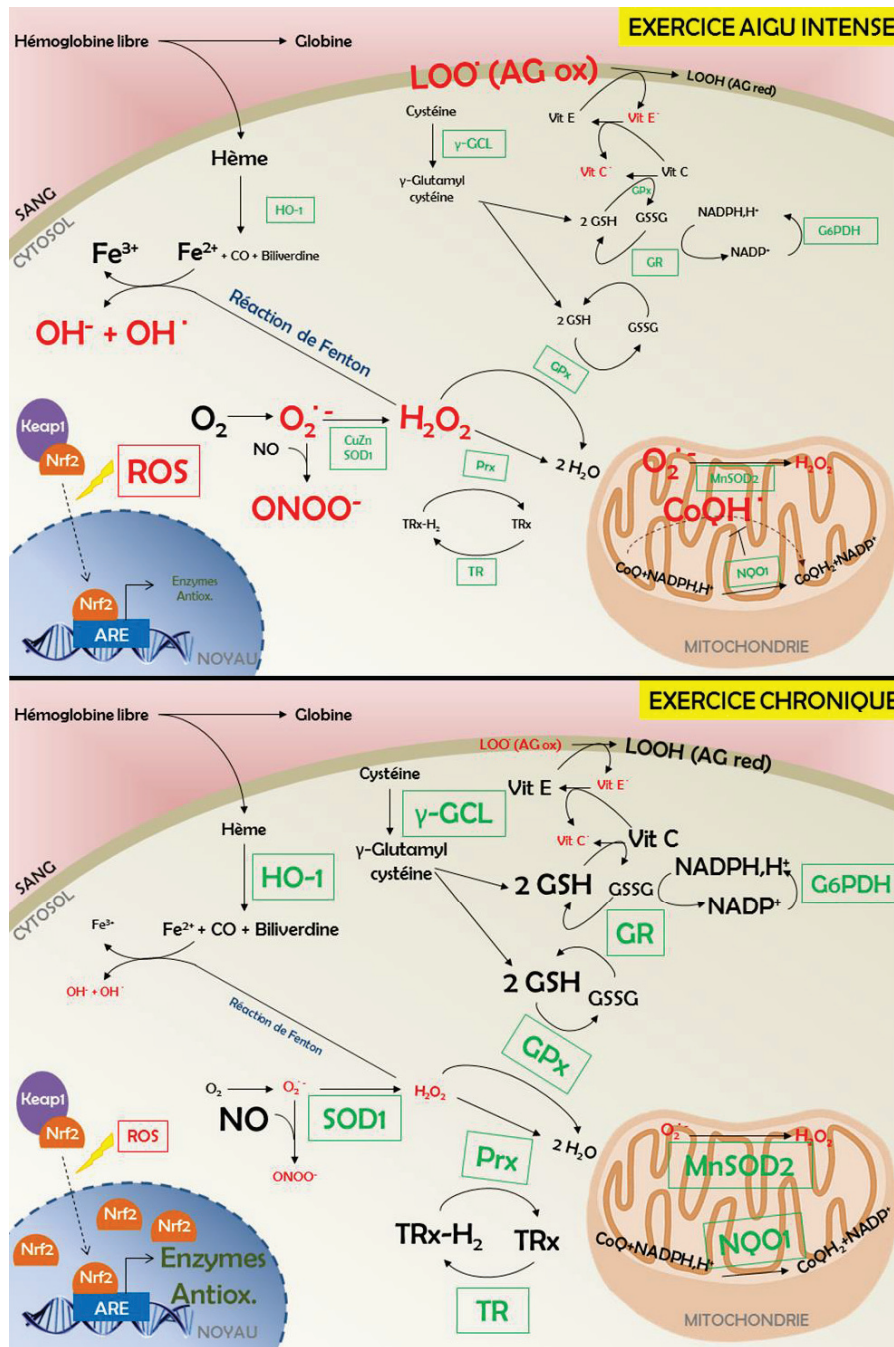 EXERCICE AIGU INTENSE
Hémoglobine libre
Globine
LOO˙ (AG ox)
LOOH (AG red)
Cystéine
Vit E
Vit E˙
γ-GCL
Hème
Vit C˙
Vit C
γ-Glutamyl
cystéine
GPx
SANG
CYTOSOL
HO-1
2 GSH
GSSG
NADPH,H⁺
G6PDH
GR
NADP⁺
Fe³⁺
Fe²⁺ + CO + Biliverdine
Réaction de Fenton
OH⁻ + OH˙
2 GSH
GSSG
GPx
Keap1
Nrf2
ROS
O₂
O₂˙⁻
CuZn
SOD1
H₂O₂
NO
ONOO⁻
Prx
2 H₂O
TRx-H₂
TRx
TR
O₂˙⁻
MnSOD2
H₂O₂
CoQH˙
NQO1
CoQ+NADPH,H⁺
CoQH₂+NADP⁺
MITOCHONDRIE
Enzymes
Antiox.
Nrf2
ARE
NOYAU
EXERCICE CHRONIQUE
Hémoglobine libre
Globine
LOO˙ (AG ox)
LOOH (AG red)
Cystéine
Vit E
Vit E˙
γ-GCL
Hème
Vit C˙
Vit C
γ-Glutamyl
cystéine
SANG
CYTOSOL
HO-1
2 GSH
GSSG
NADPH,H⁺
G6PDH
GR
NADP⁺
Fe³⁺
Fe²⁺ + CO + Biliverdine
Réaction de Fenton
OH⁻ + OH˙
2 GSH
GSSG
GPx
Keap1
Nrf2
ROS
O₂
O₂˙⁻
SOD1
H₂O₂
NO
ONOO⁻
Prx
2 H₂O
TRx-H₂
TRx
TR
O₂˙⁻
MnSOD2
H₂O₂
NQO1
CoQ+NADPH,H⁺
CoQH₂+NADP⁺
MITOCHONDRIE
Nrf2
Nrf2
Nrf2
Enzymes
Antiox.
Nrf2
ARE
NOYAU